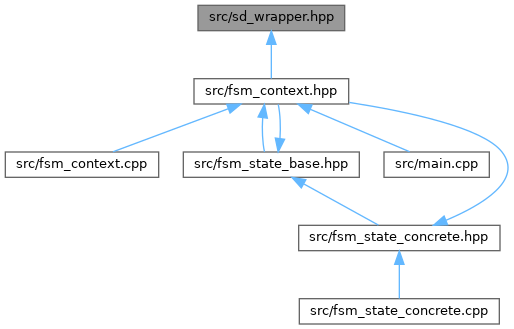 src/sd_wrapper.hpp
src/fsm_context.hpp
src/fsm_context.cpp
src/fsm_state_base.hpp
src/main.cpp
src/fsm_state_concrete.hpp
src/fsm_state_concrete.cpp